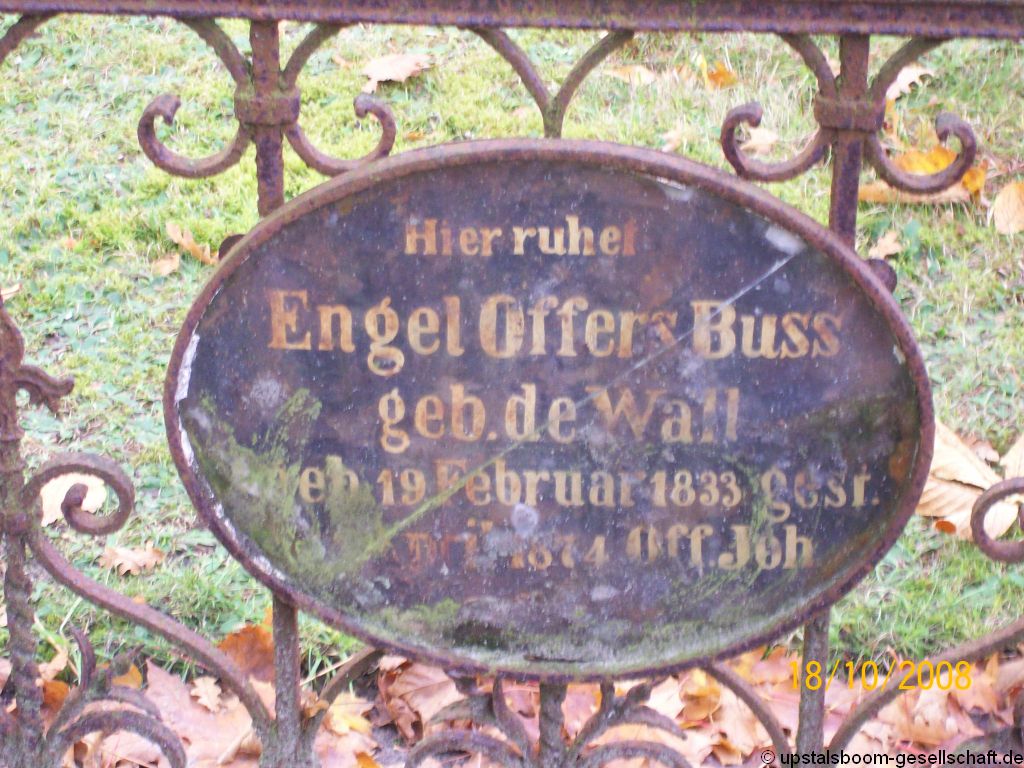 Hier ruhet
Engel Offers Buss
geb. de Wall
geb 19 Februar 1833 gest.
April 1874 Off. Joh
18/10/2008
© upstalsboom-gesellschaft.de